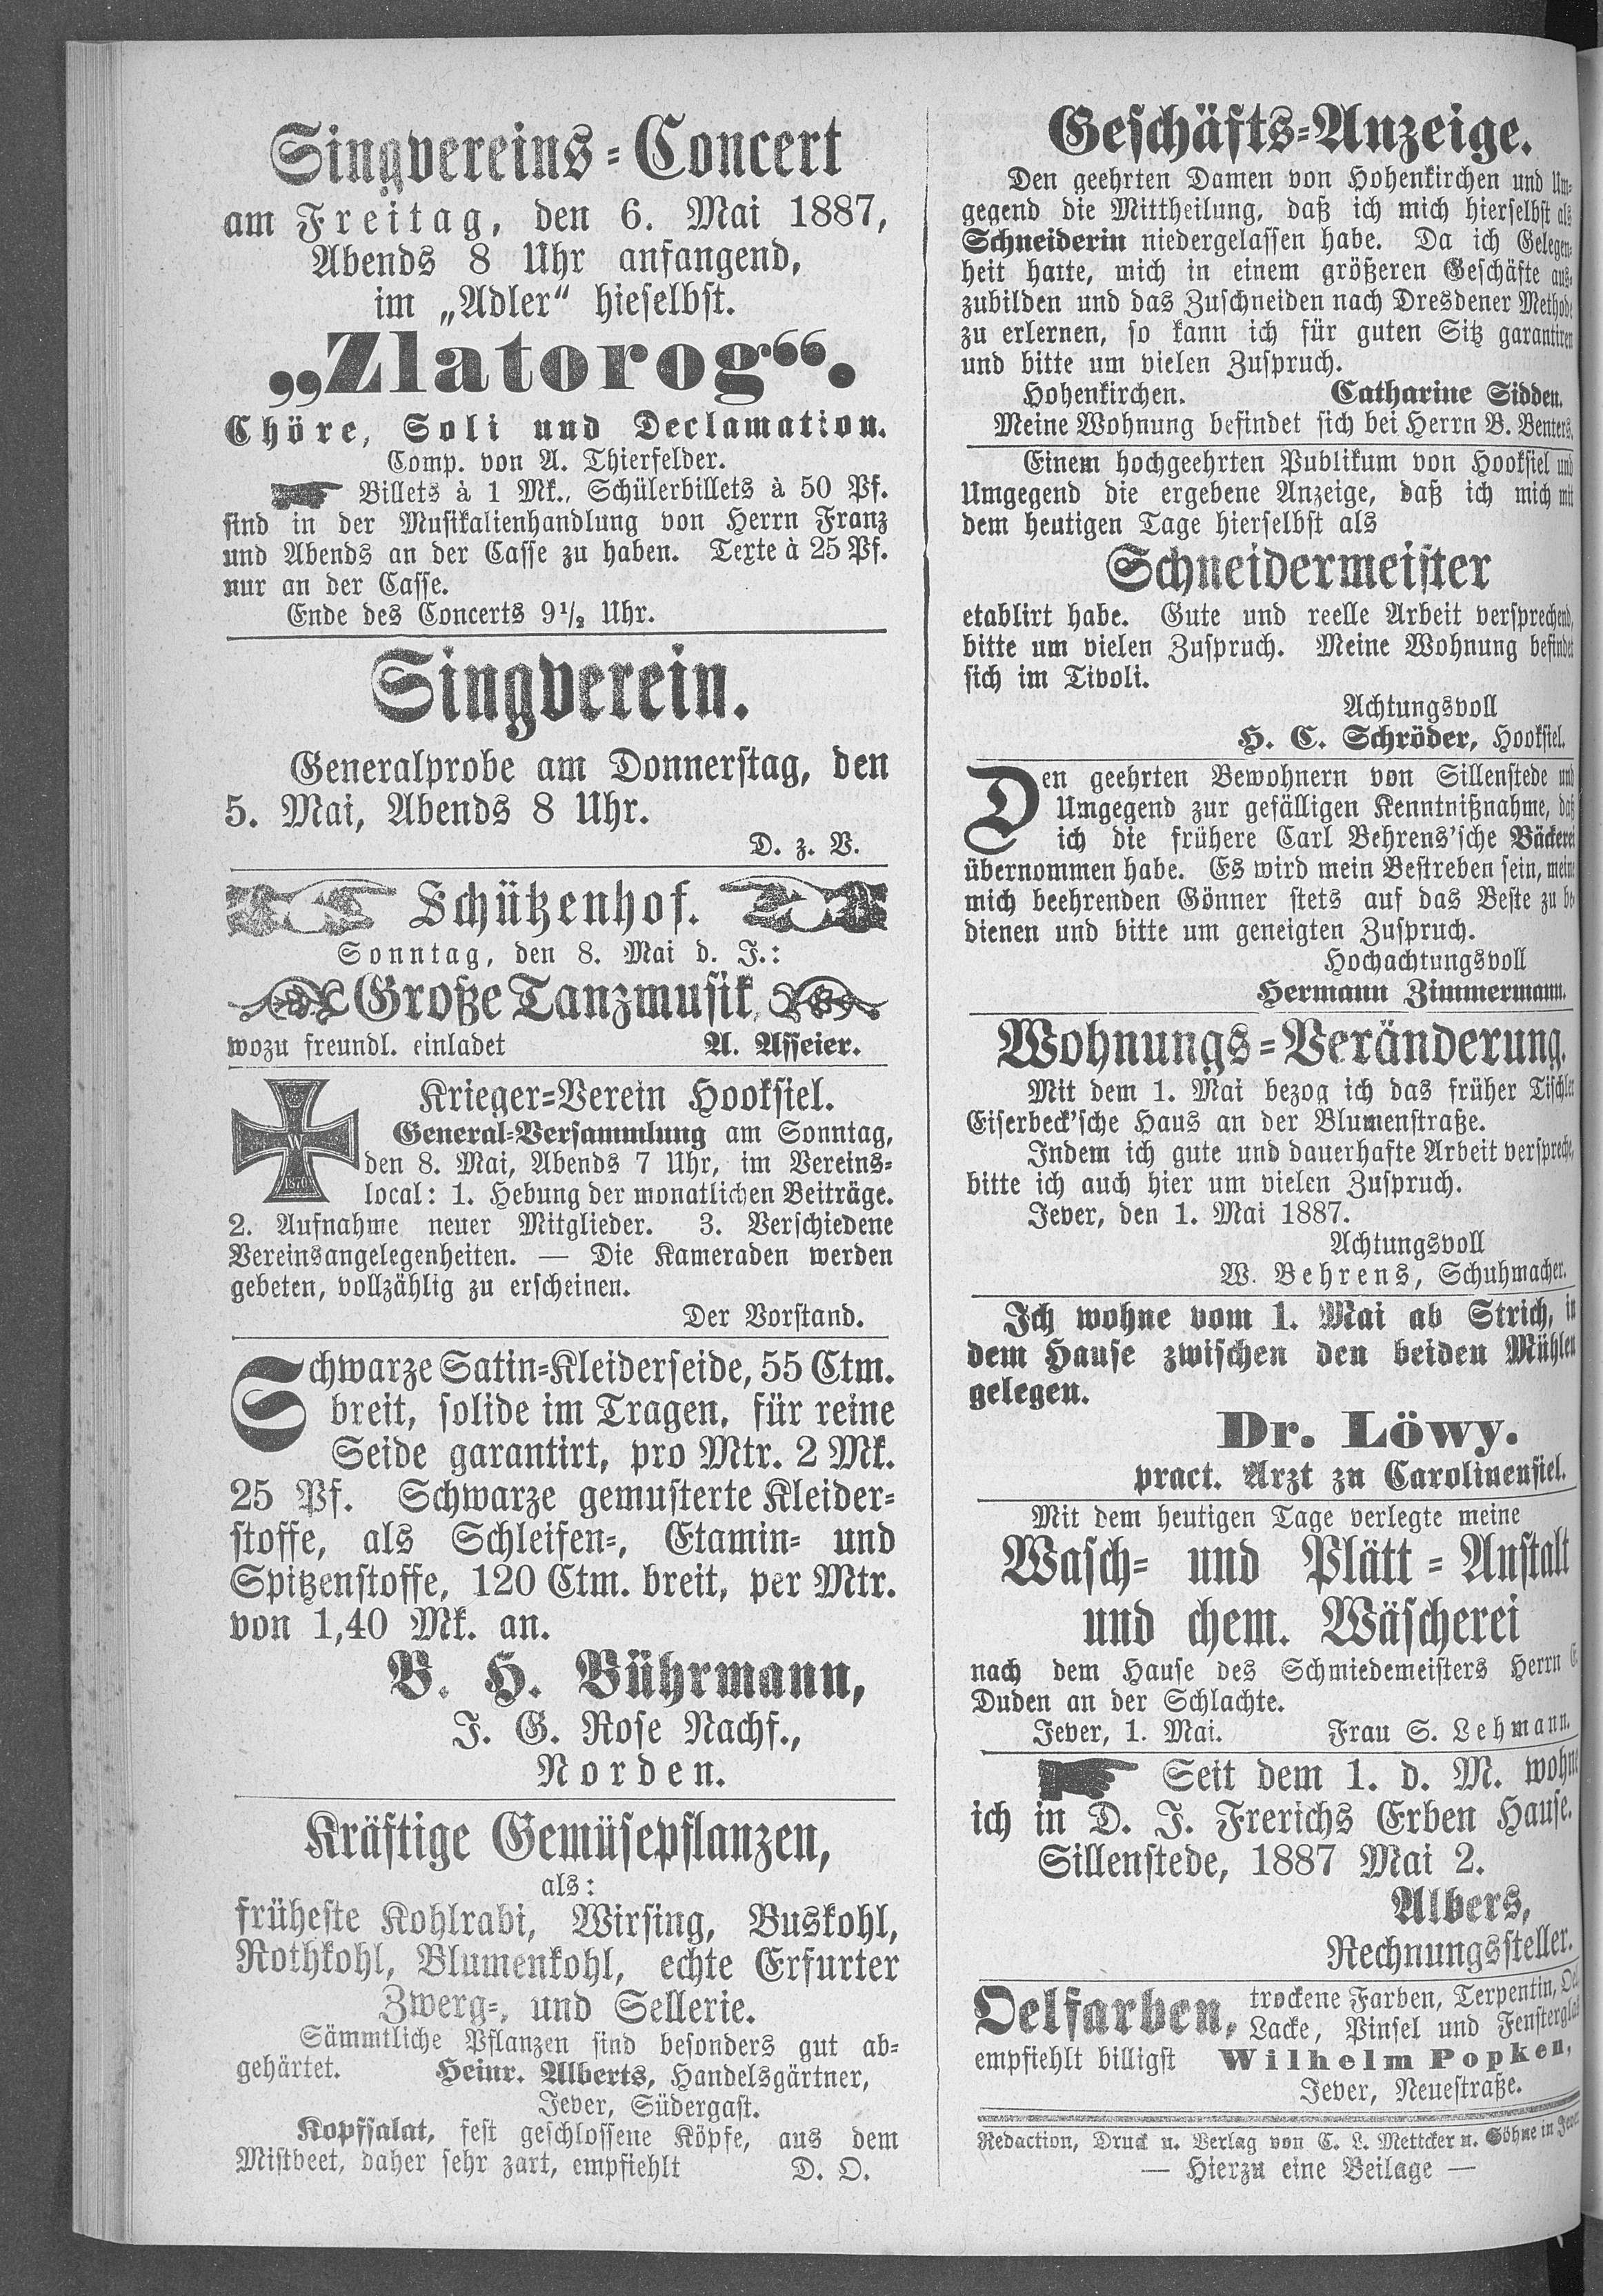 Singvereins-Concert
am Freitag, den 6. Mai 1887,
Abends 8 Uhr anfangend,
im „Adler“ hieselbst.
„Zlatorog“.
Chöre, Soli und Declamation.
Comp. von A. Thierfelder.
Billets à 1 Mk., Schülerbillets à 50 Pf.
sind in der Musikalienhandlung von Herrn Franz
und Abends an der Casse zu haben. Texte à 25 Pf.
nur an der Casse.
Ende des Concerts 9½ Uhr.
Singverein.
Generalprobe am Donnerstag, den
5. Mai, Abends 8 Uhr.
D. z. V.
Schützenhof.
Sonntag, den 8. Mai d. J.:
Große Tanzmusik,
wozu freundl. einladet A. Asseier.
Krieger-Verein Hooksiel.
W
1870
General-Versammlung am Sonntag,
den 8. Mai, Abends 7 Uhr, im Vereins-
local: 1. Hebung der monatlichen Beiträge.
2. Aufnahme neuer Mitglieder. 3. Verschiedene
Vereinsangelegenheiten. — Die Kameraden werden
gebeten, vollzählig zu erscheinen.
Der Vorstand.
Schwarze Satin-Kleiderseide, 55 Ctm.
breit, solide im Tragen, für reine
Seide garantirt, pro Mtr. 2 Mk.
25 Pf. Schwarze gemusterte Kleider-
stoffe, als Schleifen-, Etamin- und
Spitzenstoffe, 120 Ctm. breit, per Mtr.
von 1,40 Mk. an.
B. H. Bührmann,
J. G. Rose Nachf.,
Norden.
Kräftige Gemüsepflanzen,
als:
früheste Kohlrabi, Wirsing, Buskohl,
Rothkohl, Blumenkohl, echte Erfurter
Zwerg-, und Sellerie.
Sämmtliche Pflanzen sind besonders gut ab-
gehärtet. Heinr. Alberts, Handelsgärtner,
Jever, Südergast.
Kopfsalat, fest geschlossene Köpfe, aus dem
Mistbeet, daher sehr zart, empfiehlt D. O.
Geschäfts-Anzeige.
Den geehrten Damen von Hohenkirchen und Um-
gegend die Mittheilung, daß ich mich hierselbst als
Schneiderin niedergelassen habe. Da ich Gelegen-
heit hatte, mich in einem größeren Geschäfte aus-
zubilden und das Zuschneiden nach Dresdener Methode
zu erlernen, so kann ich für guten Sitz garantiren
und bitte um vielen Zuspruch.
Hohenkirchen. Catharine Sidden.
Meine Wohnung befindet sich bei Herrn B. Benters.
Einem hochgeehrten Publikum von Hooksiel und
Umgegend die ergebene Anzeige, daß ich mich mit
dem heutigen Tage hierselbst als
Schneidermeister
etablirt habe. Gute und reelle Arbeit versprechend,
bitte um vielen Zuspruch. Meine Wohnung befindet
sich im Tivoli.
Achtungsvoll
H. C. Schröder, Hooksiel.
Den geehrten Bewohnern von Sillenstede und
Umgegend zur gefälligen Kenntnißnahme, daß
ich die frühere Carl Behrens'sche Bäckerei
übernommen habe. Es wird mein Bestreben sein, meine
mich beehrenden Gönner stets auf das Beste zu be-
dienen und bitte um geneigten Zuspruch.
Hochachtungsvoll
Hermann Zimmermann.
Wohnungs-Veränderung.
Mit dem 1. Mai bezog ich das früher Tischler
Eiserbeck'sche Haus an der Blumenstraße.
Indem ich gute und dauerhafte Arbeit verspreche,
bitte ich auch hier um vielen Zuspruch.
Jever, den 1. Mai 1887.
Achtungsvoll
W. Behrens, Schuhmacher.
Ich wohne vom 1. Mai ab Strich, in
dem Hause zwischen den beiden Mühlen
gelegen.
Dr. Löwy.
pract. Arzt zu Carolinensiel.
Mit dem heutigen Tage verlegte meine
Wasch- und Plätt-Anstalt
und chem. Wäscherei
nach dem Hause des Schmiedemeisters Herrn
Duden an der Schlachte.
Jever, 1. Mai. Frau S. Lehmann.
Seit dem 1. d. M. wohne
ich in D. J. Frerichs Erben Hause.
Sillenstede, 1887 Mai 2.
Albers,
Rechnungssteller.
Oelfarben, trockene Farben, Terpentin, Oel
Lacke, Pinsel und Fensterglas
empfiehlt billigst Wilhelm Popken,
Jever, Neuestraße.
Redaction, Druck u. Verlag von C. L. Mettcker u. Söhne in Jever
— Hierzu eine Beilage —